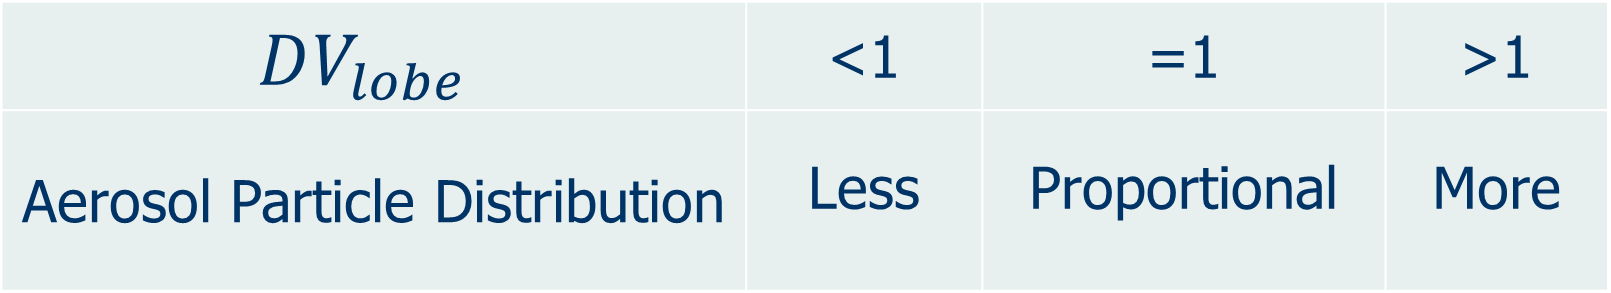 DV_lobe <1 =1 >1
Aerosol Particle Distribution Less Proportional More